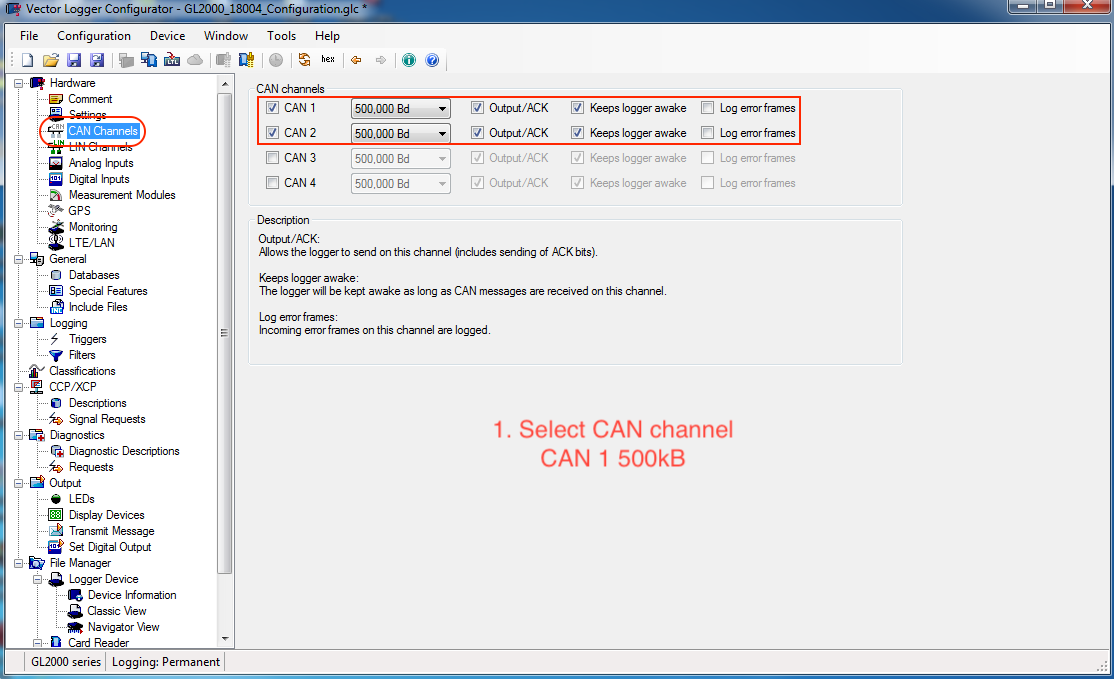 Vector Logger Configurator - GL2000_18004_Configuration.glc *
File Configuration Device Window Tools Help
LTL hex
Hardware
Comment
Settings
CAN Channels
LIN Channels
Analog Inputs
Digital Inputs
Measurement Modules
GPS
Monitoring
LTE/LAN
General
Databases
Special Features
Include Files
Logging
Triggers
Filters
Classifications
CCP/XCP
Descriptions
Signal Requests
Diagnostics
Diagnostic Descriptions
Requests
Output
LEDs
Display Devices
Transmit Message
Set Digital Output
File Manager
Logger Device
Device Information
Classic View
Navigator View
Card Reader
CAN channels
CAN 1 500,000 Bd Output/ACK Keeps logger awake Log error frames
CAN 2 500,000 Bd Output/ACK Keeps logger awake Log error frames
CAN 3 500,000 Bd Output/ACK Keeps logger awake Log error frames
CAN 4 500,000 Bd Output/ACK Keeps logger awake Log error frames
Description
Output/ACK:
Allows the logger to send on this channel (includes sending of ACK bits).
Keeps logger awake:
The logger will be kept awake as long as CAN messages are received on this channel.
Log error frames:
Incoming error frames on this channel are logged.
1. Select CAN channel
CAN 1 500kB
GL2000 series Logging: Permanent